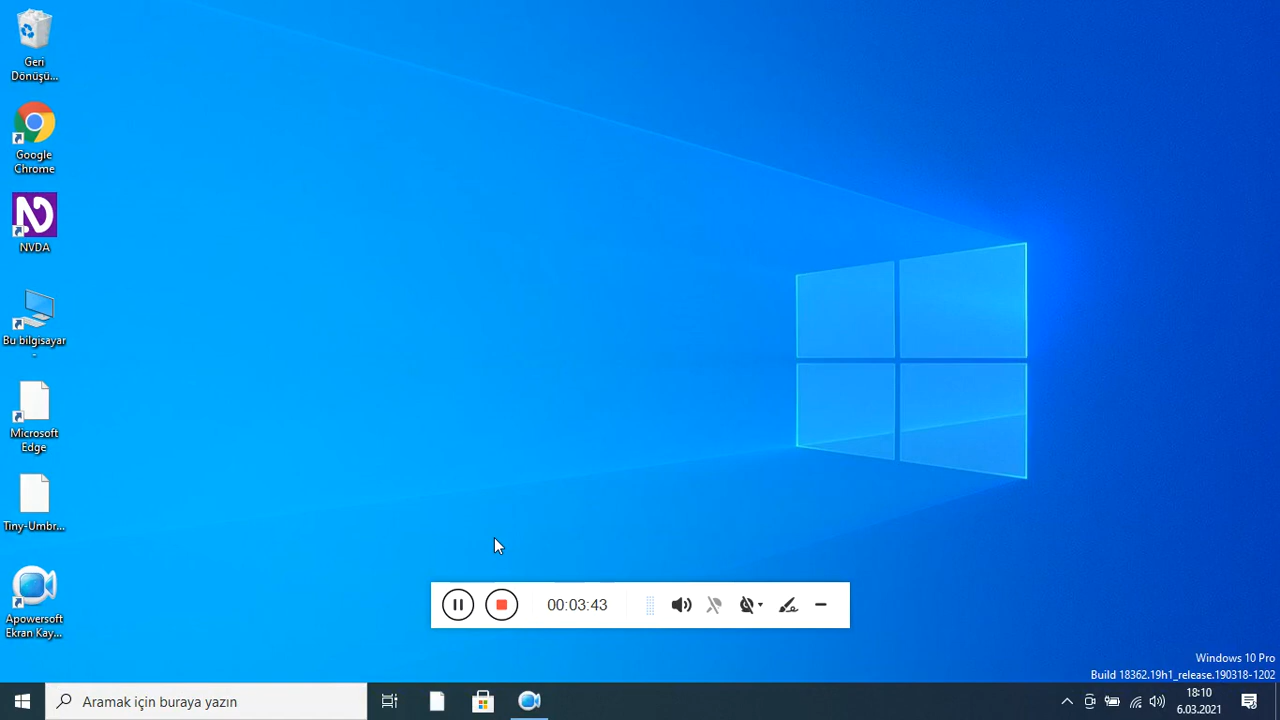 Geri
Dönüşü...
Google
Chrome
NVDA
Bu bilgisayar
-
Microsoft
Edge
Tiny-Umbr...
Apowersoft
Ekran Kay...
00:03:43
Windows 10 Pro
Build 18362.19h1_release.190318-1202
Aramak için buraya yazın
18:10
6.03.2021